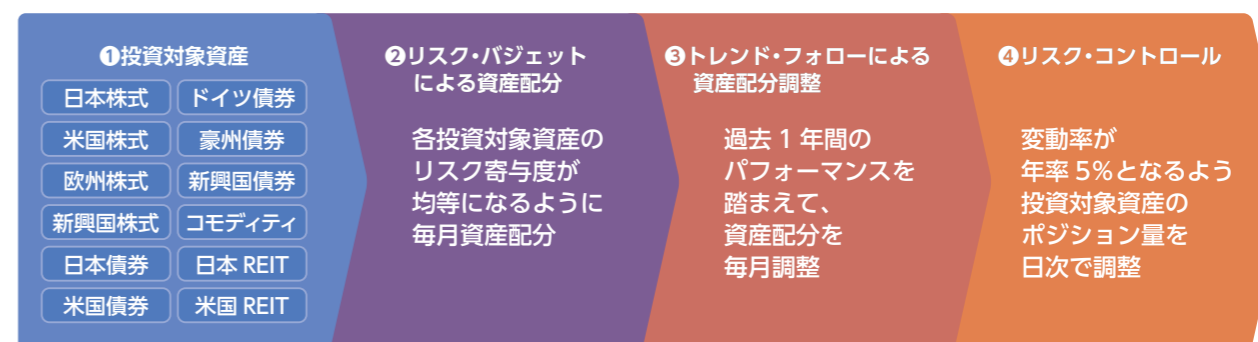 ❶投資対象資産
日本株式
ドイツ債券
米国株式
豪州債券
欧州株式
新興国債券
新興国株式
コモディティ
日本債券
日本 REIT
米国債券
米国 REIT
❷リスク・バジェット
による資産配分
各投資対象資産の
リスク寄与度が
均等になるように
毎月資産配分
❸トレンド・フォローによる
資産配分調整
過去 1 年間の
パフォーマンスを
踏まえて、
資産配分を
毎月調整
❹リスク・コントロール
変動率が
年率 5%となるよう
投資対象資産の
ポジション量を
日次で調整